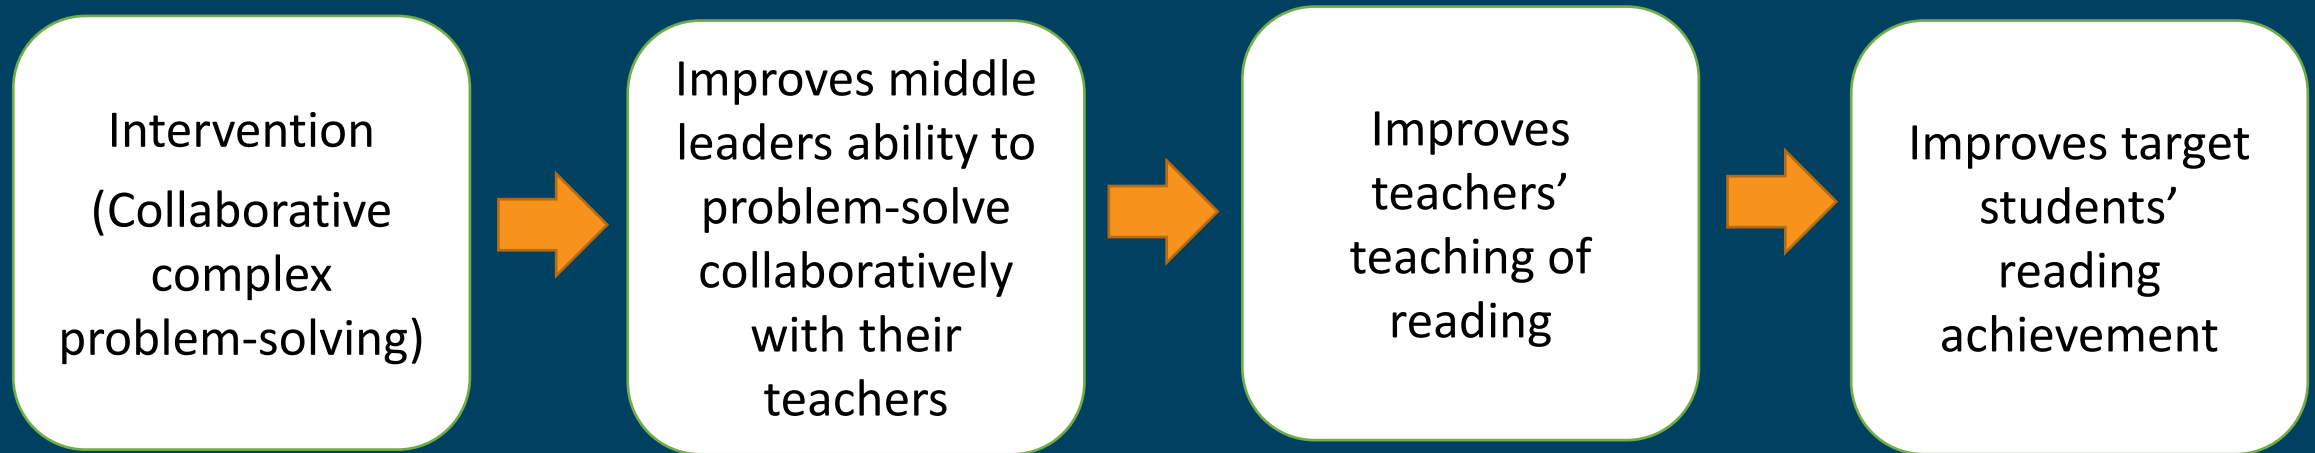 Intervention
(Collaborative
complex
problem-solving)
Improves middle
leaders ability to
problem-solve
collaboratively
with their
teachers
Improves
teachers’
teaching of
reading
Improves target
students’
reading
achievement